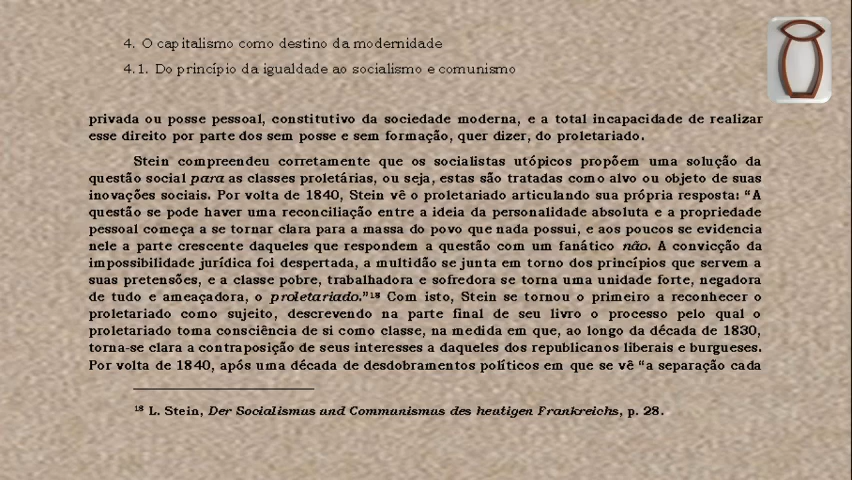 4. O capitalismo como destino da modernidade
4.1. Do princípio da igualdade ao socialismo e comunismo
privada ou posse pessoal, constitutivo da sociedade moderna, e a total incapacidade de realizar
esse direito por parte dos sem posse e sem formação, quer dizer, do proletariado.
Stein compreendeu corretamente que os socialistas utópicos propõem uma solução da
questão social para as classes proletárias, ou seja, estas são tratadas como alvo ou objeto de suas
inovações sociais. Por volta de 1840, Stein vê o proletariado articulando sua própria resposta: “A
questão se pode haver uma reconciliação entre a ideia da personalidade absoluta e a propriedade
pessoal começa a se tornar clara para a massa do povo que nada possui, e aos poucos se evidencia
nele a parte crescente daqueles que respondem a questão com um fanático não. A convicção da
impossibilidade jurídica foi despertada, a multidão se junta em torno dos princípios que servem a
suas pretensões, e a classe pobre, trabalhadora e sofredora se torna uma unidade forte, negadora
de tudo e ameaçadora, o proletariado.”¹⁸ Com isto, Stein se tornou o primeiro a reconhecer o
proletariado como sujeito, descrevendo na parte final de seu livro o processo pelo qual o
proletariado toma consciência de si como classe, na medida em que, ao longo da década de 1830,
torna-se clara a contraposição de seus interesses a daqueles dos republicanos liberais e burgueses.
Por volta de 1840, após uma década de desdobramentos políticos em que se vê “a separação cada
¹⁸ L. Stein, Der Socialismus und Communismus des heutigen Frankreichs, p. 28.